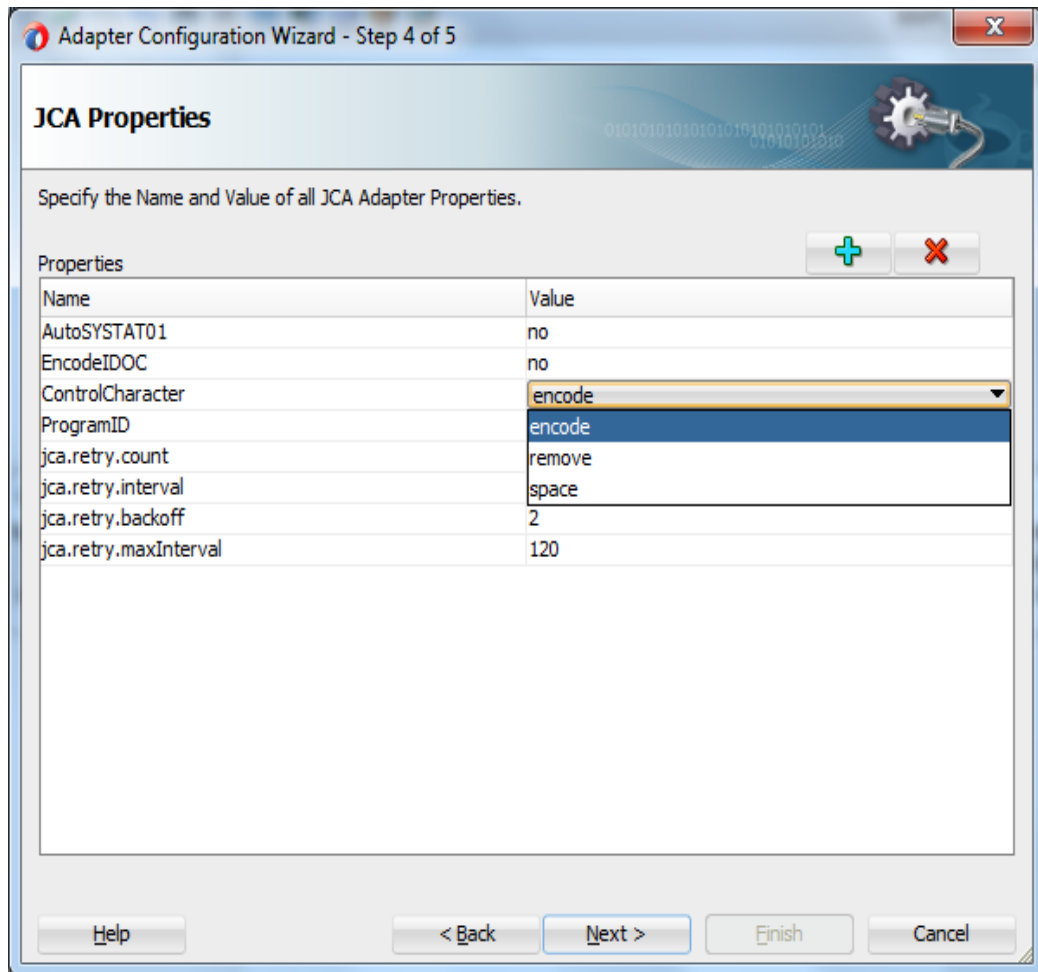 Adapter Configuration Wizard - Step 4 of 5
JCA Properties
Specify the Name and Value of all JCA Adapter Properties.
Properties
Name Value
AutoSYSTAT01 no
EncodeIDOC no
ControlCharacter encode
ProgramID encode
jca.retry.count remove
jca.retry.interval space
jca.retry.backoff 2
jca.retry.maxInterval 120
Help < Back Next > Finish Cancel